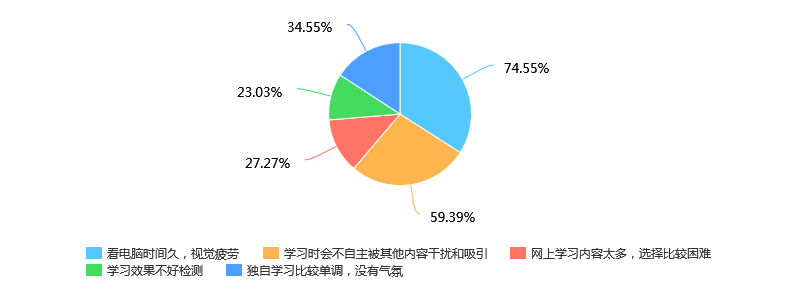 34.55%
74.55%
23.03%
27.27%
59.39%
看电脑时间久，视觉疲劳 学习时会不自主被其他内容干扰和吸引 网上学习内容太多，选择比较困难
学习效果不好检测 独自学习比较单调，没有气氛